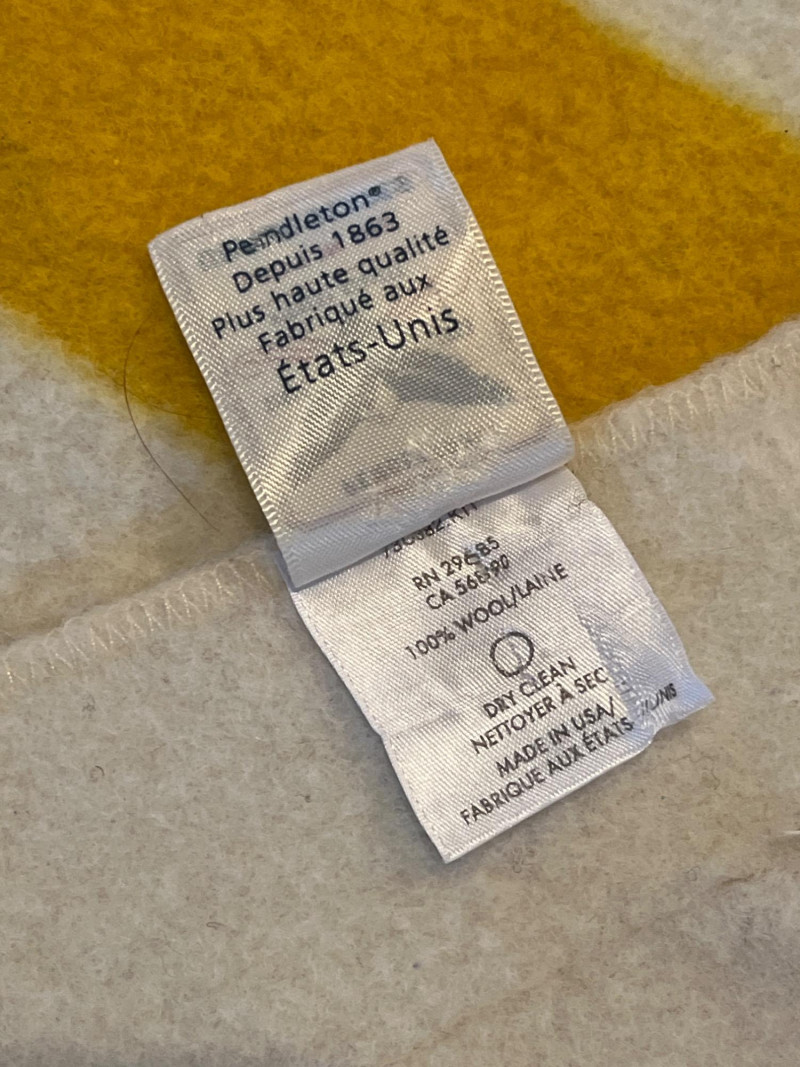 Pendleton®
Depuis 1863
Plus haute qualité
Fabriqué aux
États-Unis
RN 29685
CA 56890
100% WOOL/LAINE
DRY CLEAN
NETTOYER À SEC
MADE IN USA/
FABRIQUE AUX ÉTATS